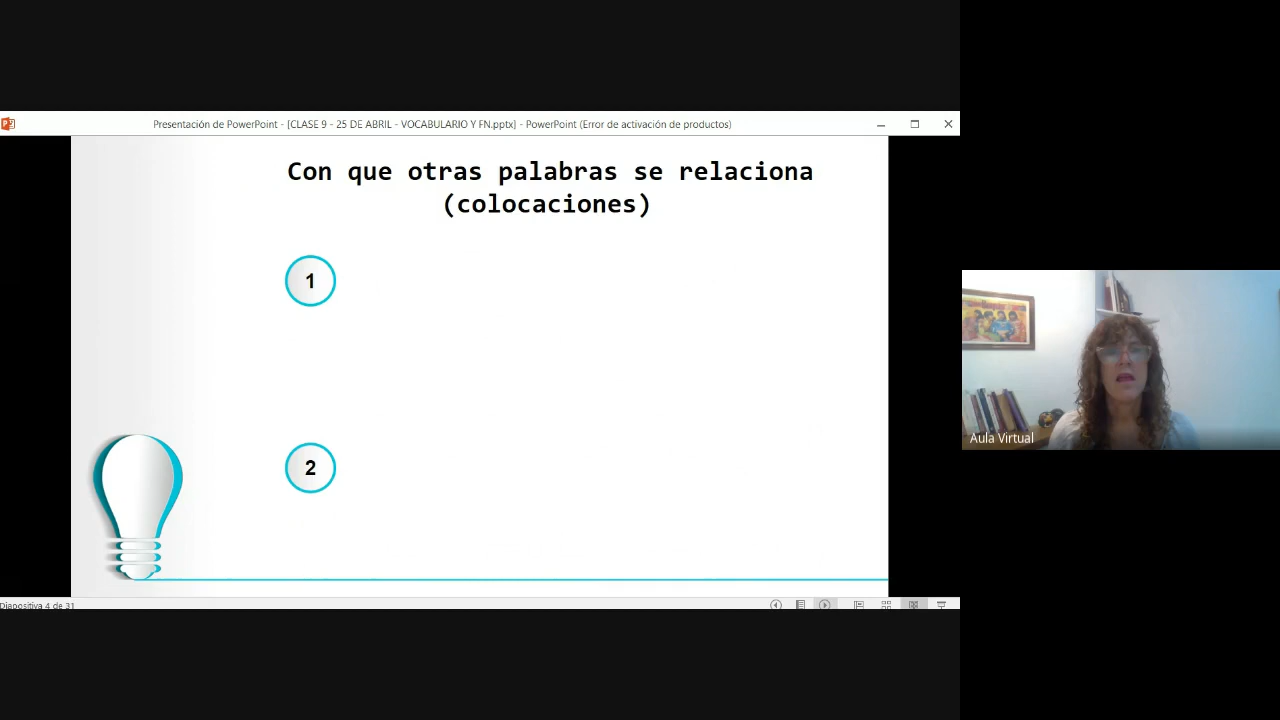 Presentación de PowerPoint - [CLASE 9 - 25 DE ABRIL - VOCABULARIO Y FN.pptx] - PowerPoint (Error de activación de productos)
Con que otras palabras se relaciona
(colocaciones)
1
2
Aula Virtual
Diapositiva 4 de 31